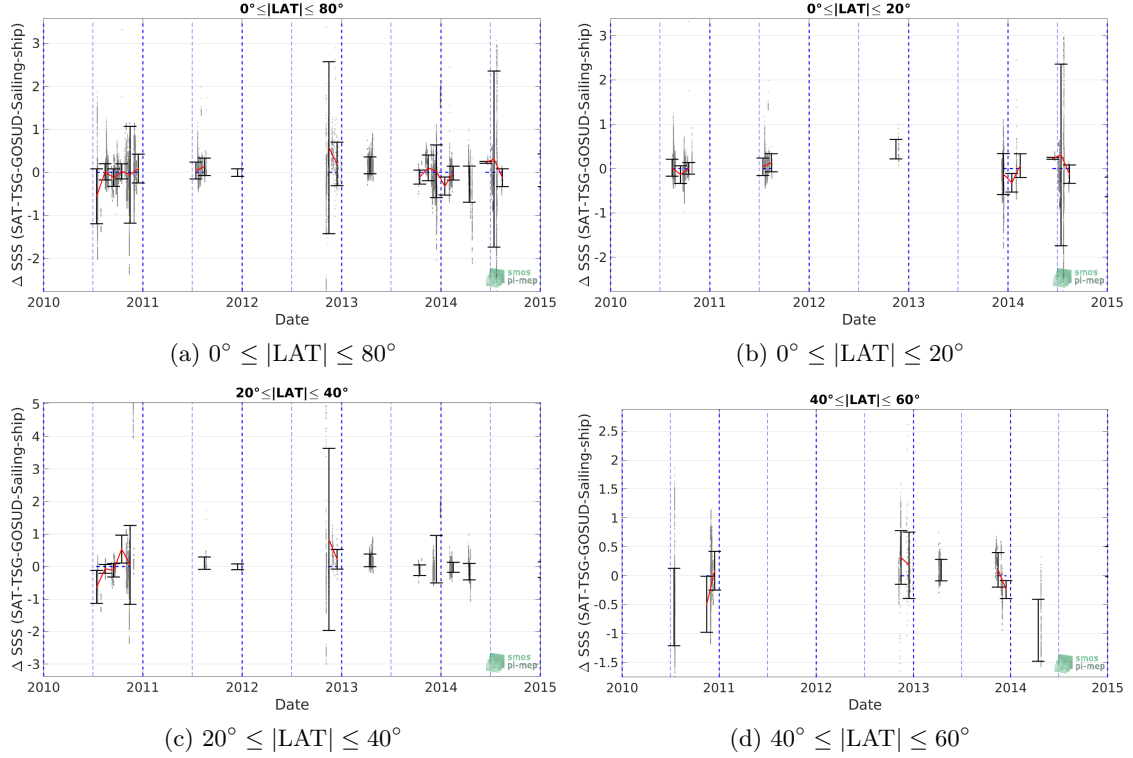 0°≤|LAT|≤ 80°
Δ SSS (SAT-TSG-GOSUD-Sailing-ship)
3
2
1
0
-1
-2
2010 2011 2012 2013 2014 2015
Date
smos
pi-mep
(a) 0° ≤ |LAT| ≤ 80°
0°≤|LAT|≤ 20°
Δ SSS (SAT-TSG-GOSUD-Sailing-ship)
3
2
1
0
-1
-2
2010 2011 2012 2013 2014 2015
Date
smos
pi-mep
(b) 0° ≤ |LAT| ≤ 20°
20°≤|LAT|≤ 40°
Δ SSS (SAT-TSG-GOSUD-Sailing-ship)
5
4
3
2
1
0
-1
-2
-3
2010 2011 2012 2013 2014 2015
Date
smos
pi-mep
(c) 20° ≤ |LAT| ≤ 40°
40°≤|LAT|≤ 60°
Δ SSS (SAT-TSG-GOSUD-Sailing-ship)
2.5
2
1.5
1
0.5
0
-0.5
-1
-1.5
2010 2011 2012 2013 2014 2015
Date
smos
pi-mep
(d) 40° ≤ |LAT| ≤ 60°